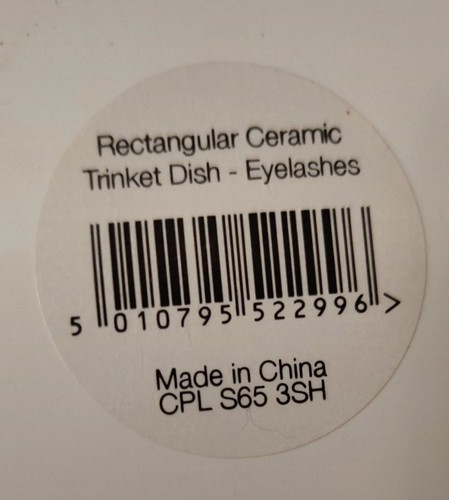 Rectangular Ceramic
Trinket Dish - Eyelashes
5 010795 522996 >
Made in China
CPL S65 3SH